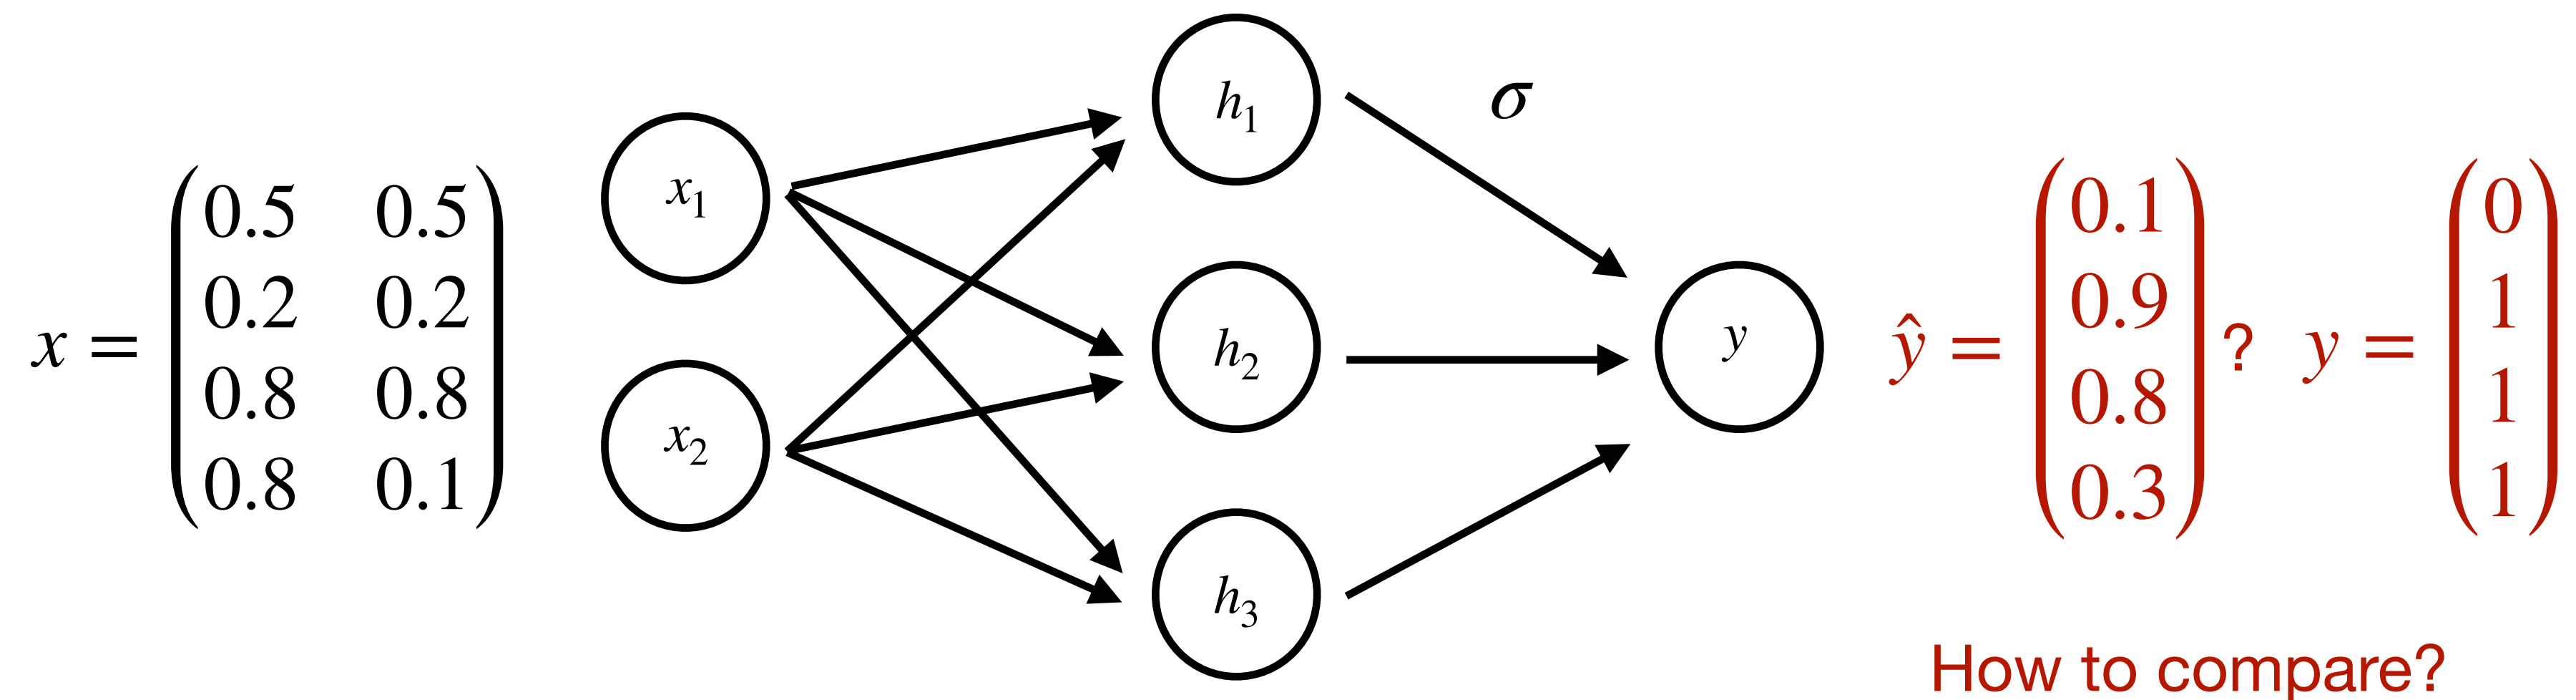 x = (0.5 0.5
0.2 0.2
0.8 0.8
0.8 0.1)
x₁
x₂
h₁
h₂
h₃
σ
y
ŷ = (0.1
0.9
0.8
0.3)
?
y = (0
1
1
1)
How to compare?